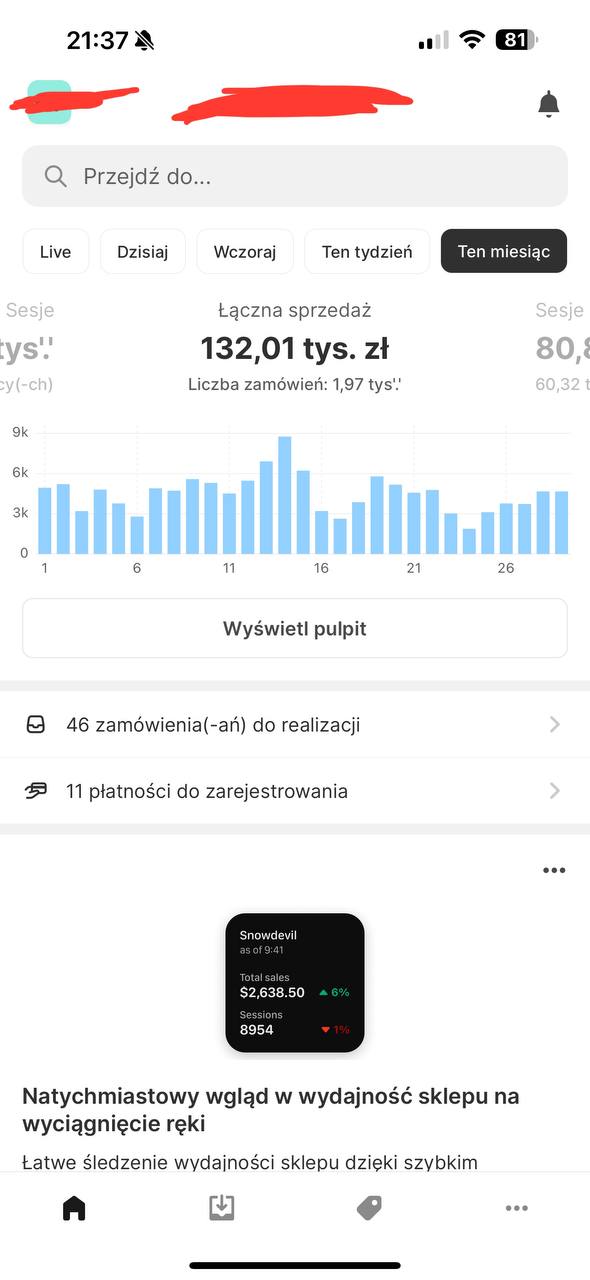 21:37
81
Przejdź do...
Live Dzisiaj Wczoraj Ten tydzień Ten miesiąc
Sesje Łączna sprzedaż Sesje
tys'.' 132,01 tys. zł 80,8
cy(-ch) Liczba zamówień: 1,97 tys'.' 60,32 t
9k
6k
3k
0
1 6 11 16 21 26
Wyświetl pulpit
46 zamówienia(-ań) do realizacji
11 płatności do zarejestrowania
Snowdevil
as of 9:41
Total sales
$2,638.50 6%
Sessions
8954 1%
Natychmiastowy wgląd w wydajność sklepu na
wyciągnięcie ręki
Łatwe śledzenie wydajności sklepu dzięki szybkim